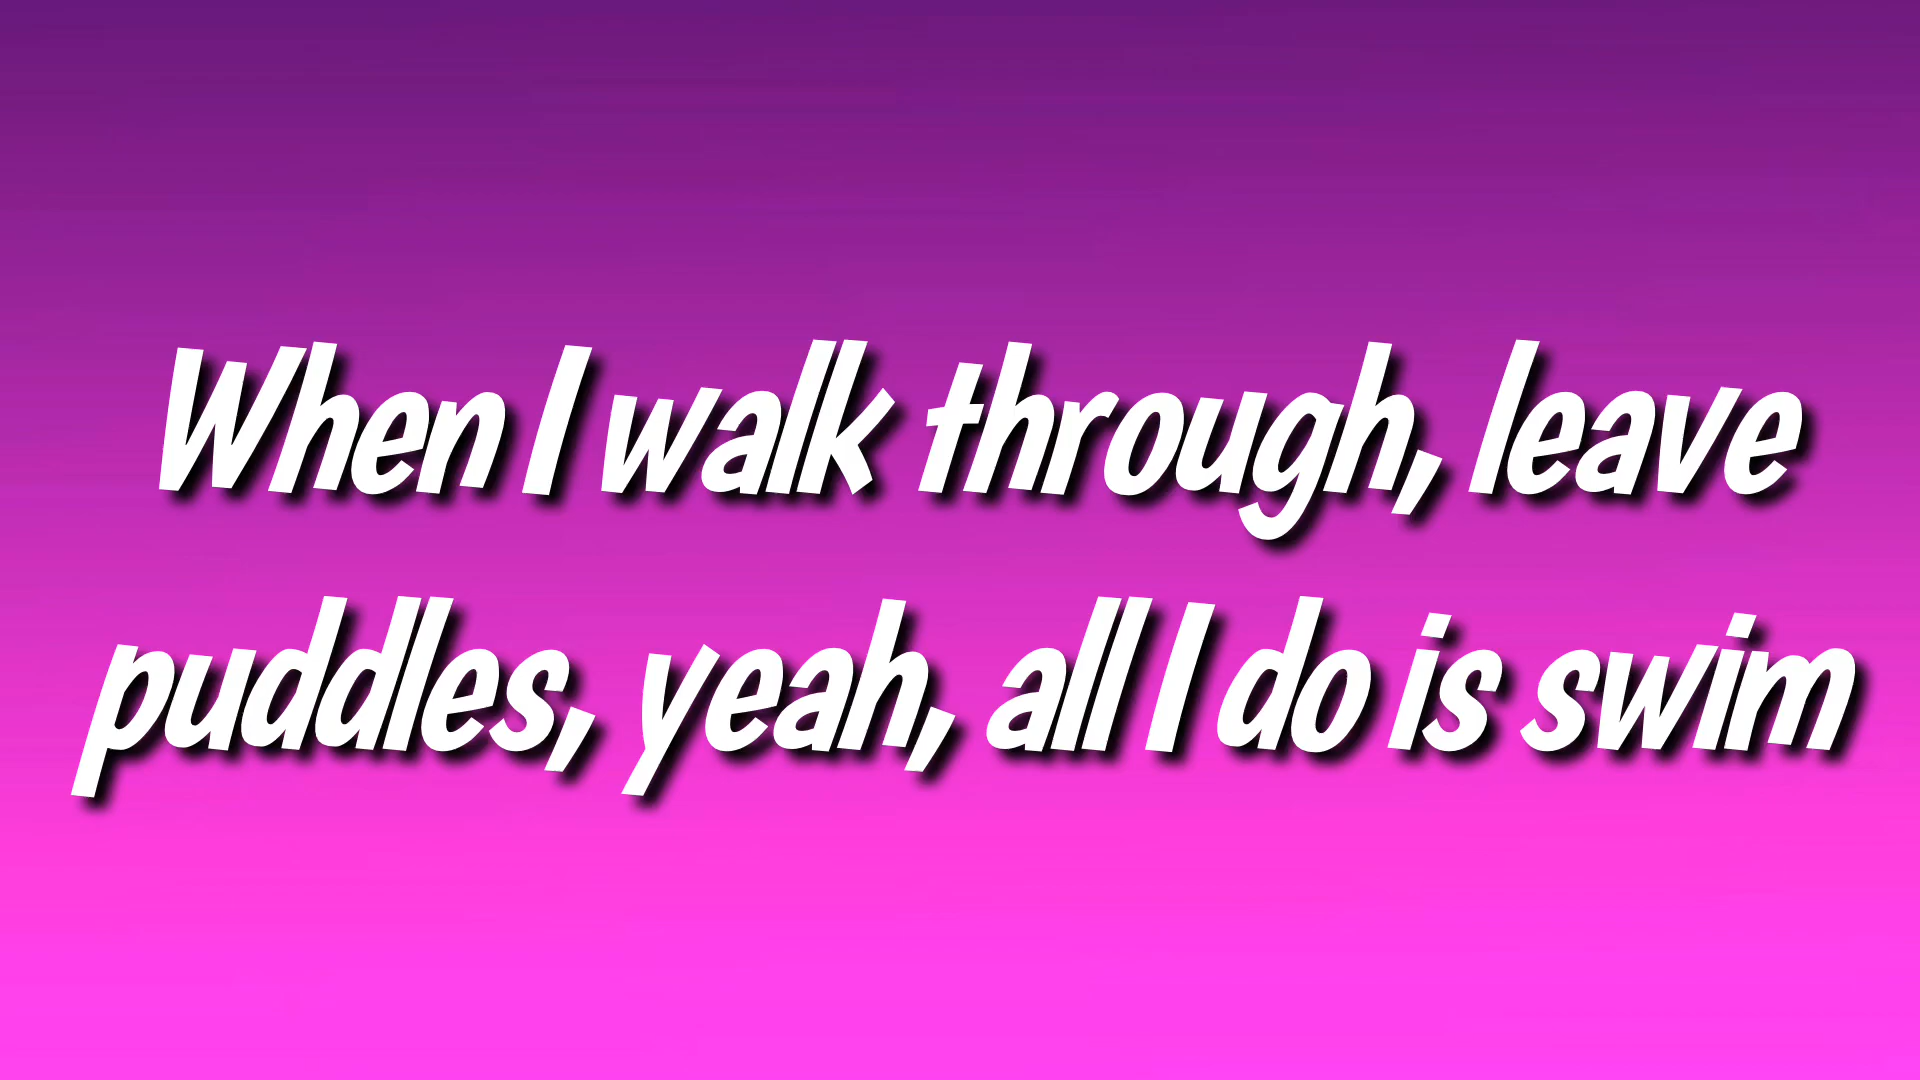 When I walk through, leave
puddles, yeah, all I do is swim